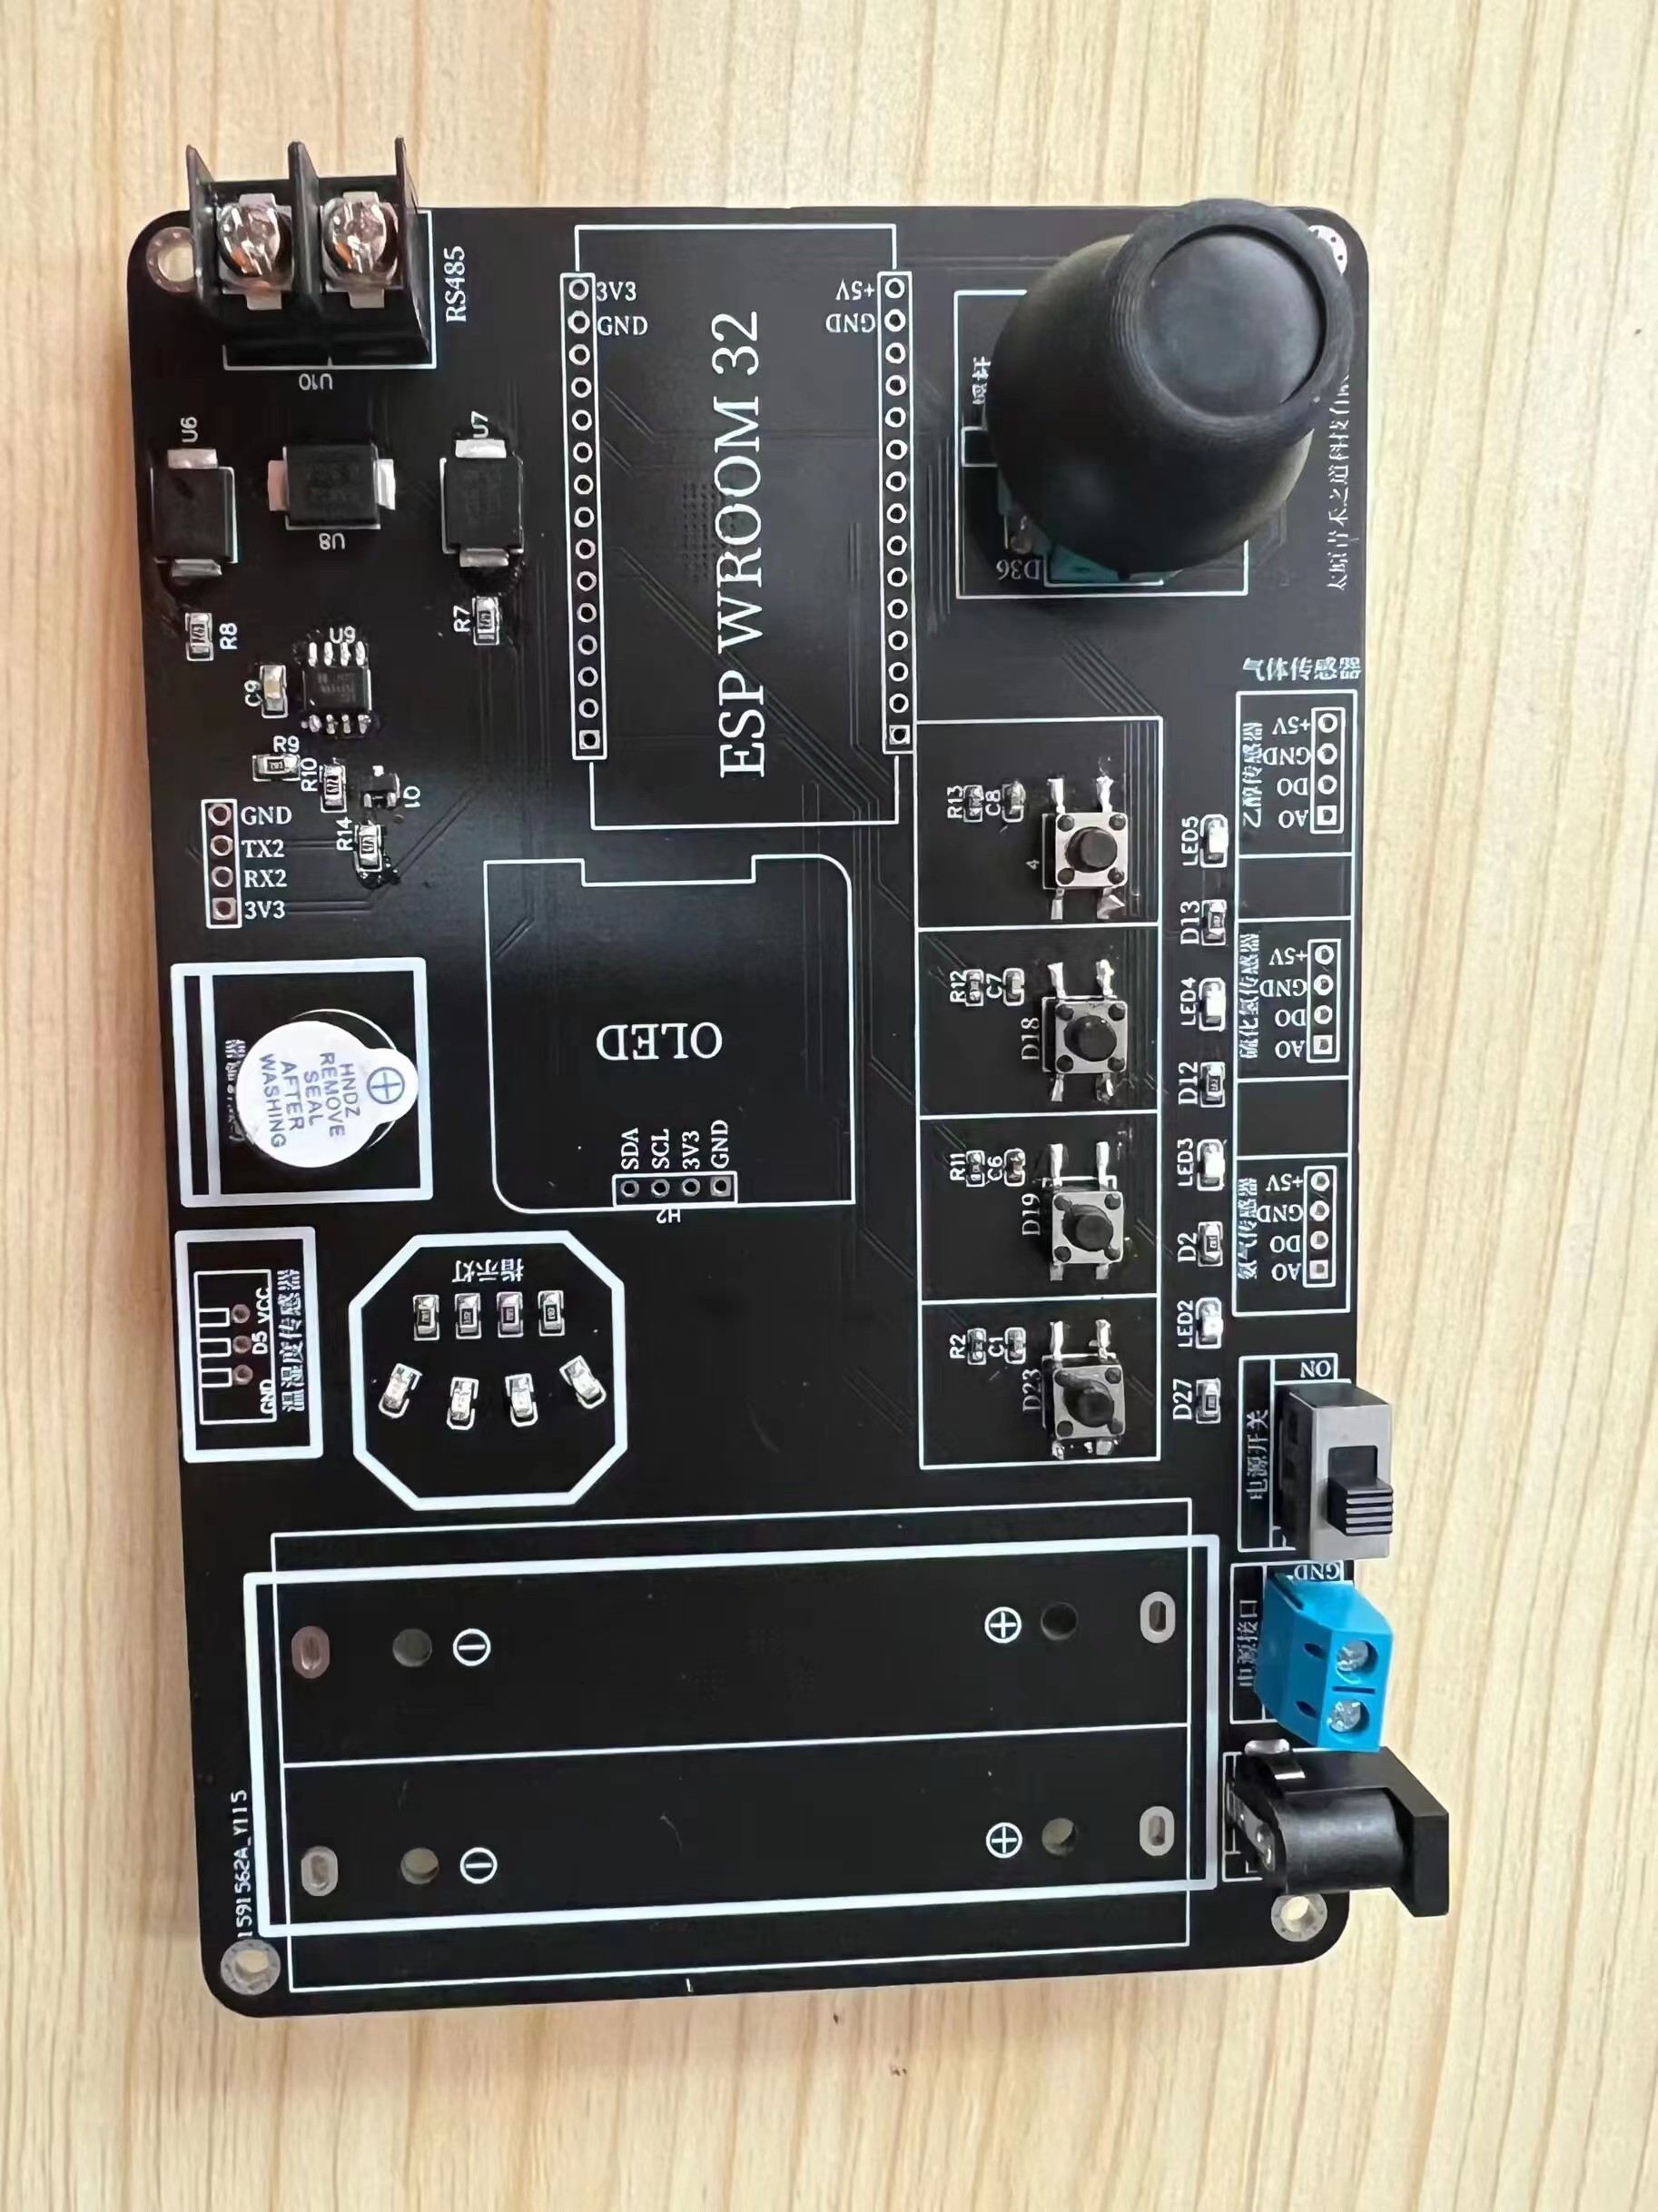 RS485
U10
3V3
GND
+5V
GND
ESP WROOM 32
U6
U8
U7
R8
R7
U9
C9
R9
R10
Q1
R14
GND
TX2
RX2
3V3
D36
气体传感器
乙醇传感器
+5V
GND
DO
AO
硫化氢传感器
+5V
GND
DO
AO
氨气传感器
+5V
GND
DO
AO
R13
C8
4
R12
C7
D18
R11
C6
D19
R2
C1
D23
LED5
D13
LED4
D12
LED3
D2
LED2
D27
OLED
SDA
SCL
3V3
GND
H2
HNDZ
REMOVE
SEAL
AFTER
WASHING
温湿度传感器
GND
D5
VCC
指示灯
电源开关
ON
电源接口
GND
1591562A_Y115